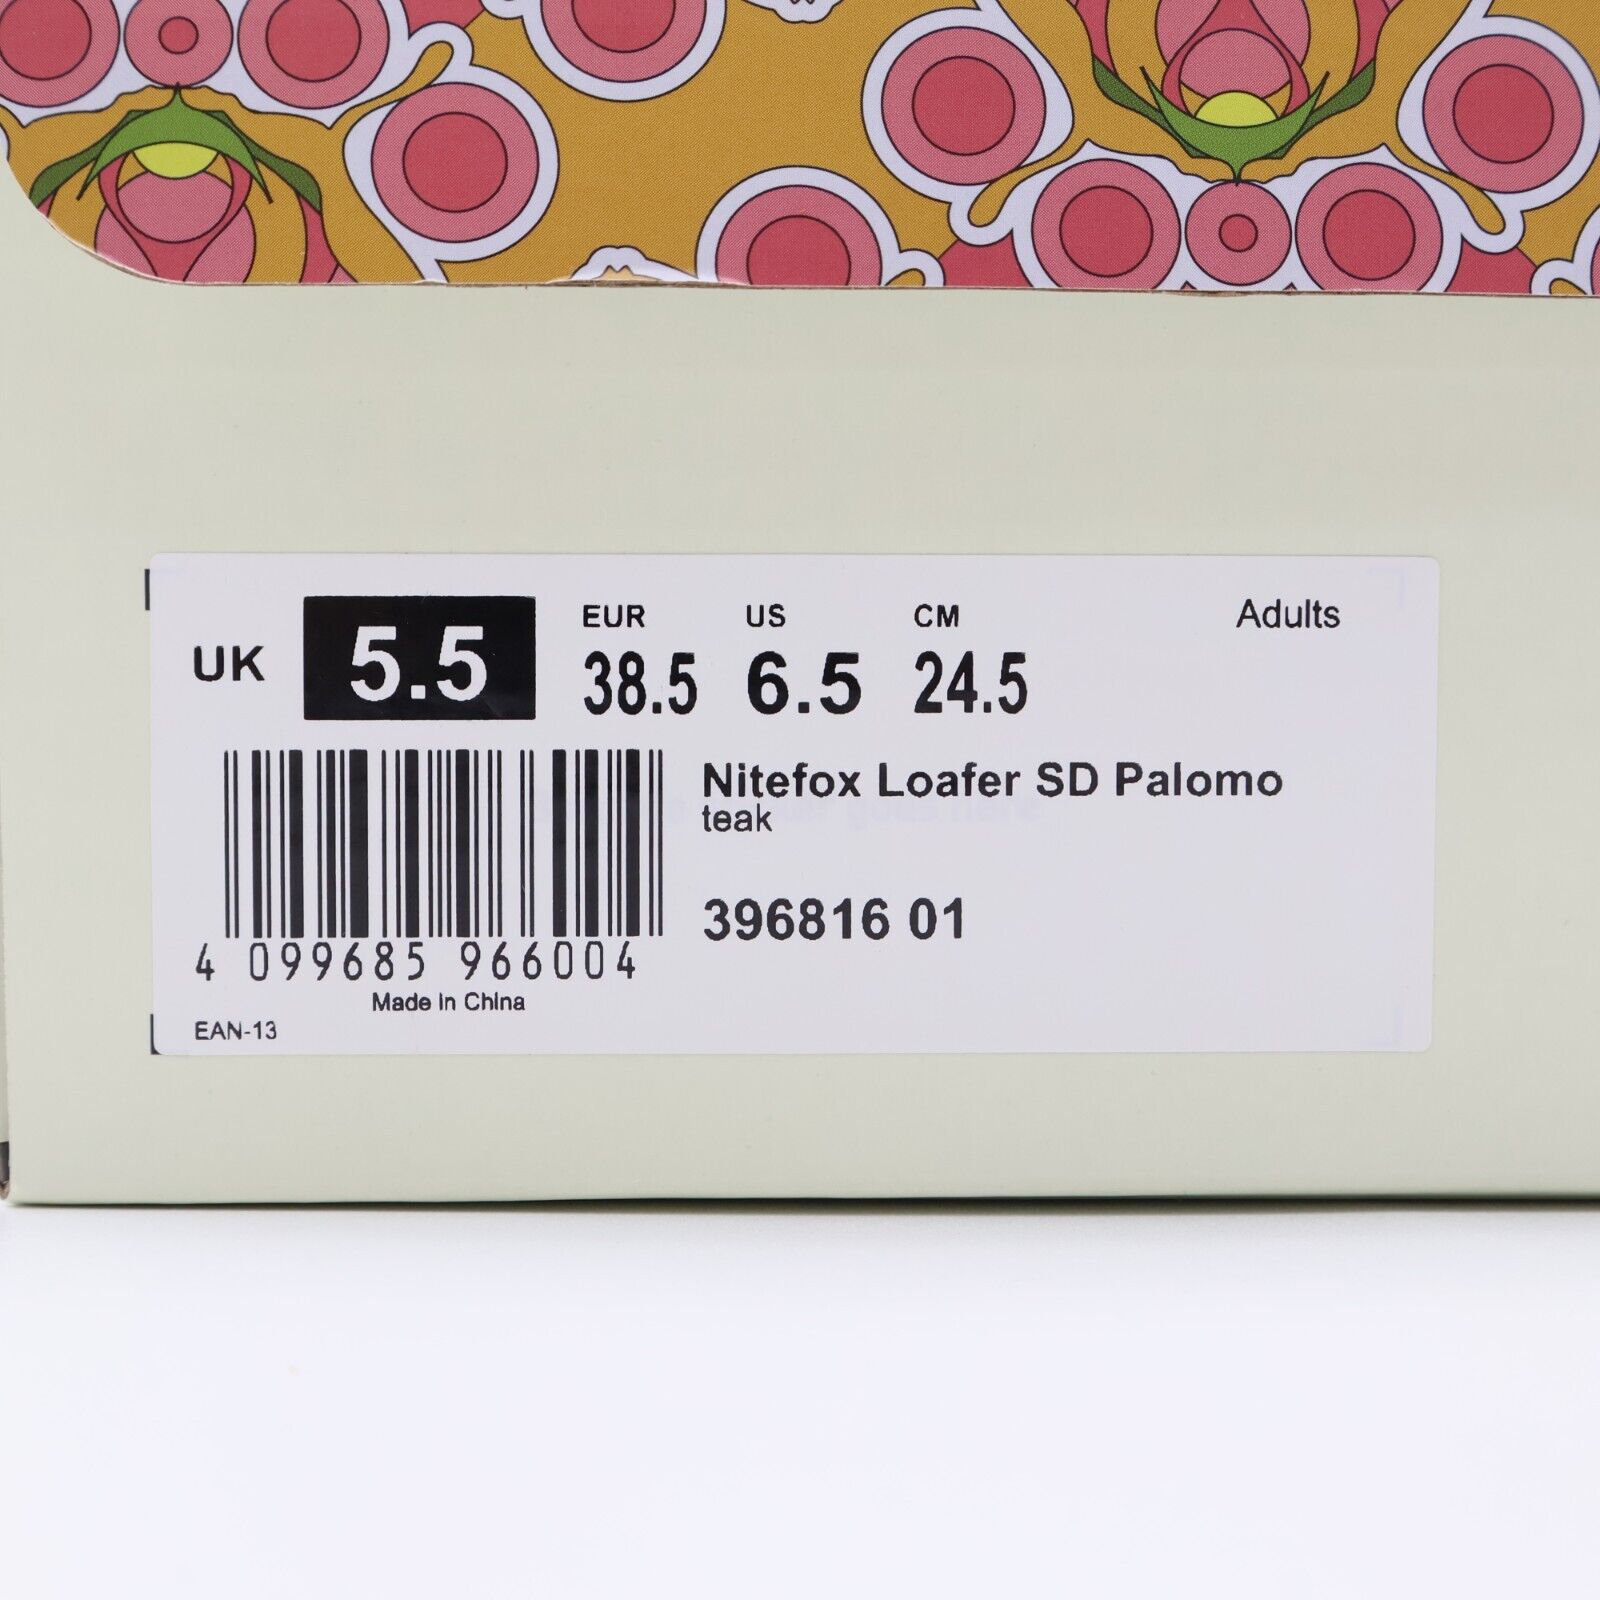 UK 5.5
EUR US CM
38.5 6.5 24.5
Adults
Nitefox Loafer SD Palomo
teak
396816 01
4 099685 966004
Made in China
EAN-13